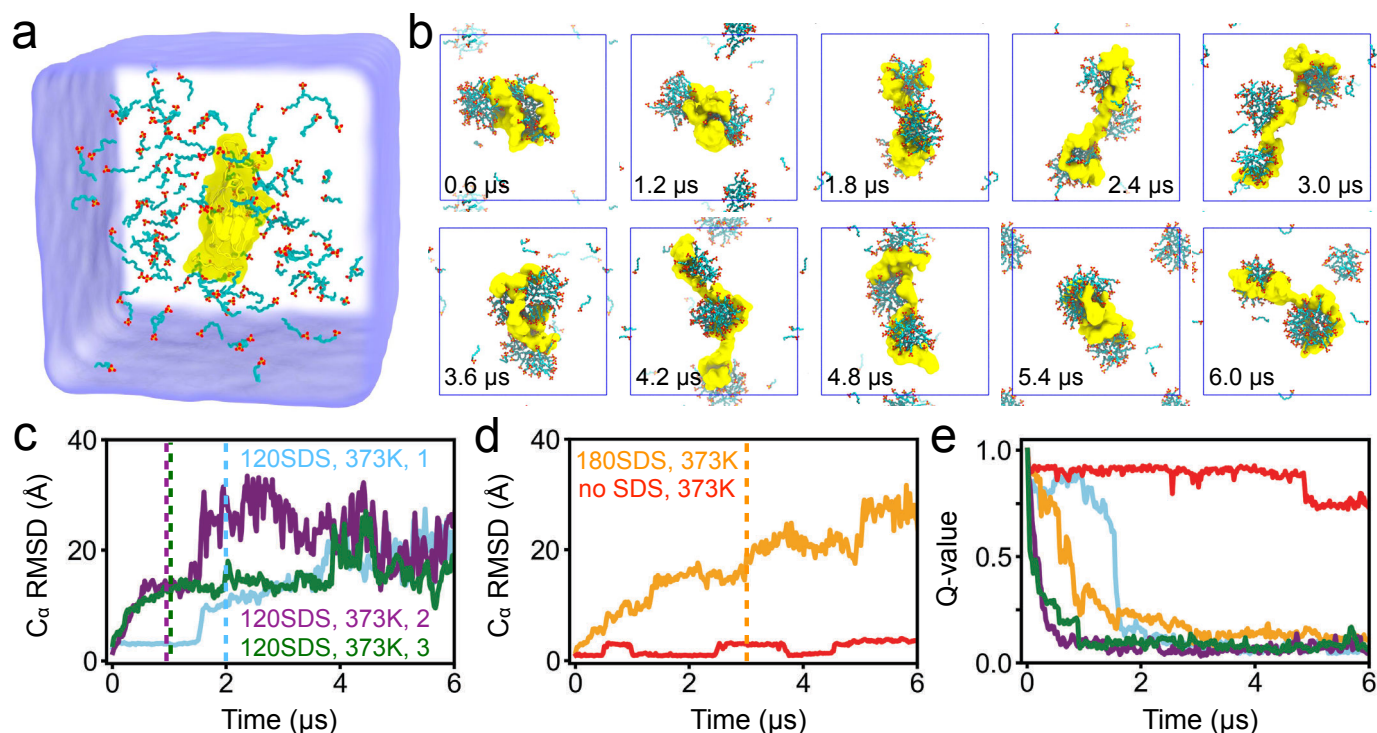 a
b
0.6 µs
1.2 µs
1.8 µs
2.4 µs
3.0 µs
3.6 µs
4.2 µs
4.8 µs
5.4 µs
6.0 µs
c
40
20
0
Cα RMSD (Å)
120SDS, 373K, 1
120SDS, 373K, 2
120SDS, 373K, 3
0 2 4 6
Time (µs)
d
40
20
0
Cα RMSD (Å)
180SDS, 373K
no SDS, 373K
0 2 4 6
Time (µs)
e
1.0
0.5
0.0
Q-value
0 2 4 6
Time (µs)